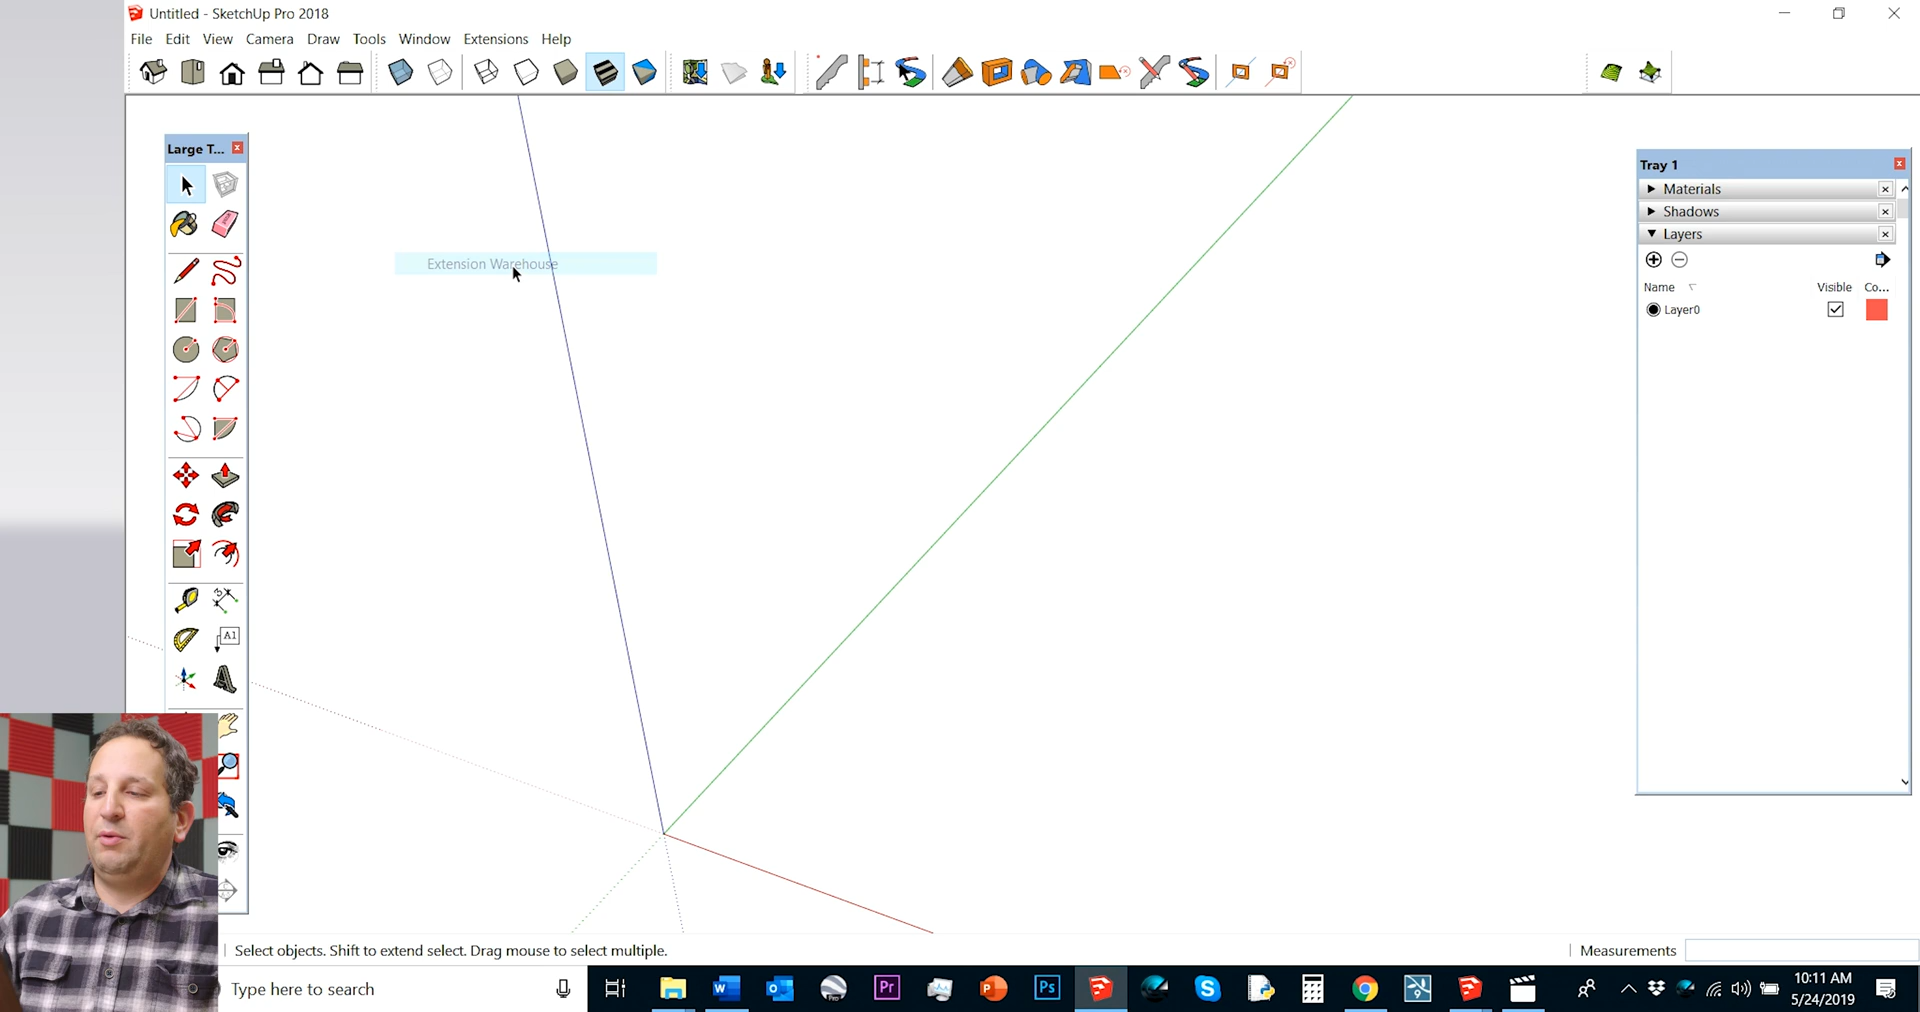 Untitled - SketchUp Pro 2018
File Edit View Camera Draw Tools Window Extensions Help
Large T...
Tray 1
Materials
Shadows
Layers
Name Visible Co...
Layer0
Extension Warehouse
A1
Select objects. Shift to extend select. Drag mouse to select multiple.
Measurements
Type here to search
W
Pr
P
Ps
S
10:11 AM
5/24/2019